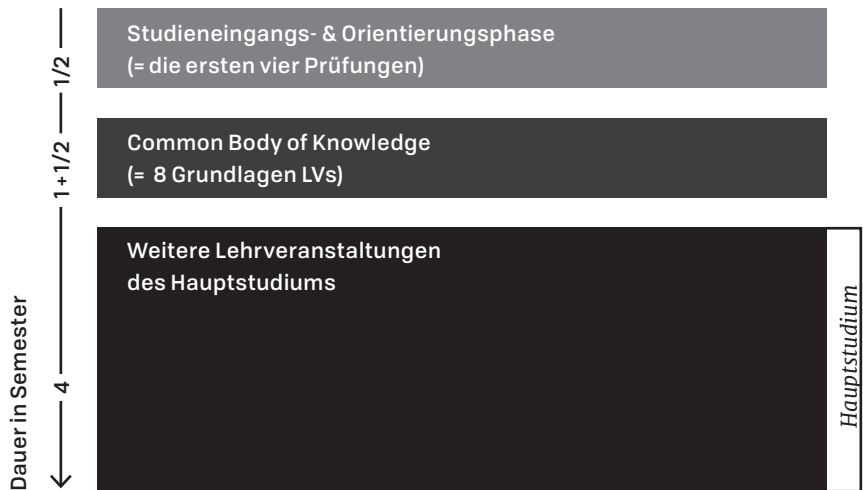 Studieneingangs- & Orientierungsphase
(= die ersten vier Prüfungen)
Common Body of Knowledge
(= 8 Grundlagen LVs)
Weitere Lehrveranstaltungen
des Hauptstudiums
Hauptstudium
Dauer in Semester
1/2
1+1/2
4